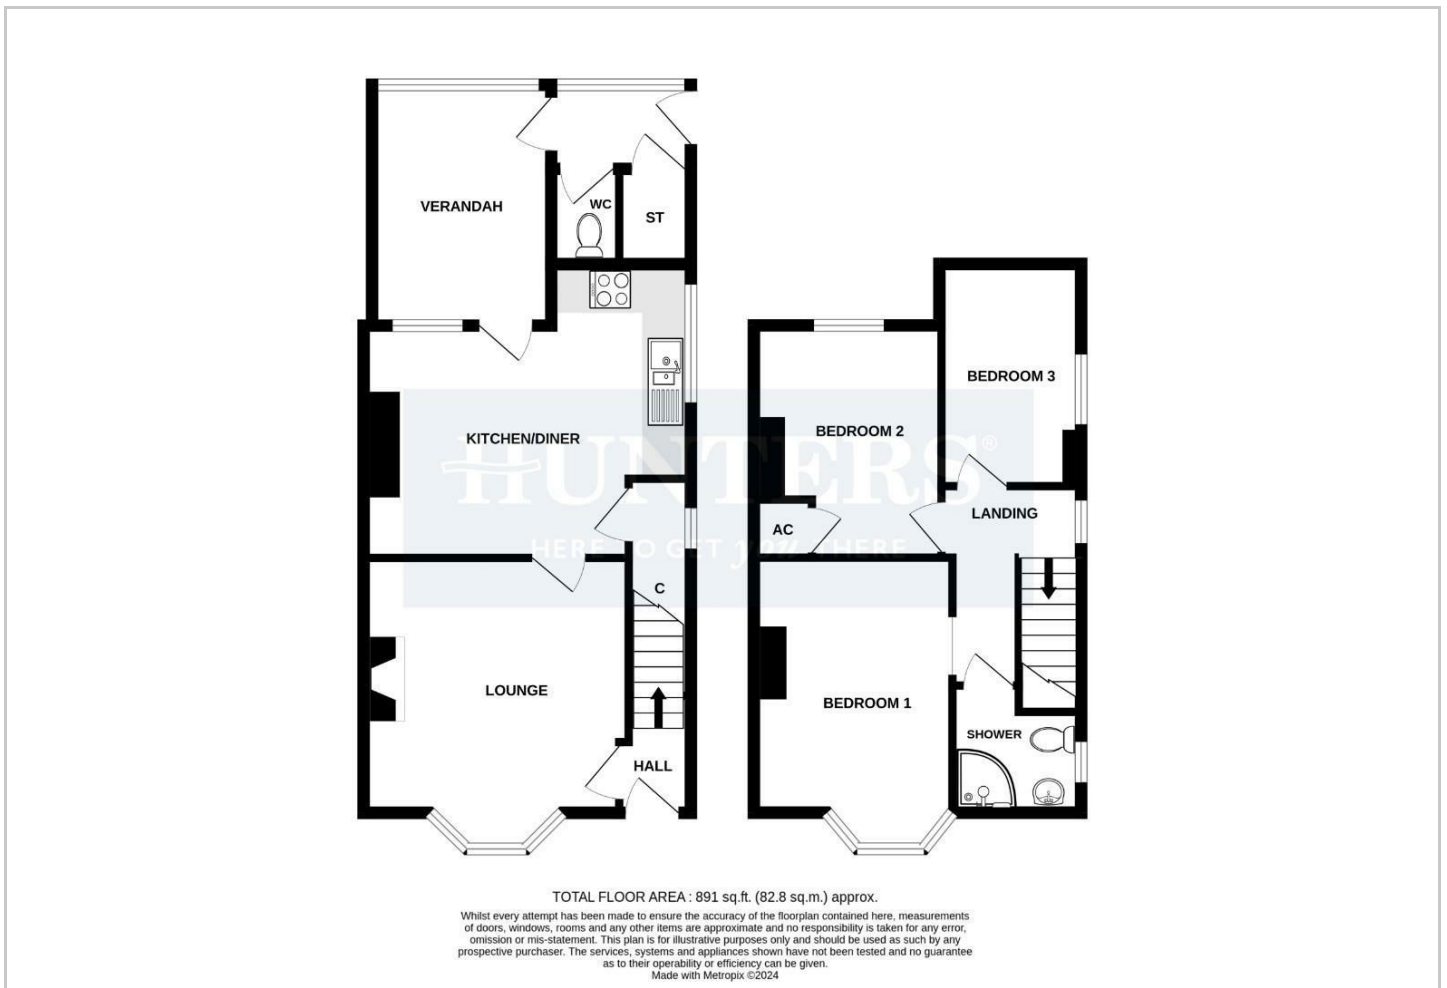 VERANDAH
WC
ST
KITCHEN/DINER
C
LOUNGE
HALL
BEDROOM 3
BEDROOM 2
LANDING
AC
BEDROOM 1
SHOWER
HUNTERS®
HERE TO GET you THERE
TOTAL FLOOR AREA : 891 sq.ft. (82.8 sq.m.) approx.
Whilst every attempt has been made to ensure the accuracy of the floorplan contained here, measurements
of doors, windows, rooms and any other items are approximate and no responsibility is taken for any error,
omission or mis-statement. This plan is for illustrative purposes only and should be used as such by any
prospective purchaser. The services, systems and appliances shown have not been tested and no guarantee
as to their operability or efficiency can be given.
Made with Metropix ©2024